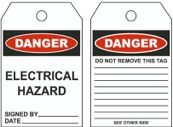 DANGER
ELECTRICAL
HAZARD
SIGNED BY
DATE
DANGER
DO NOT REMOVE THIS TAG
SEE OTHER SIDE